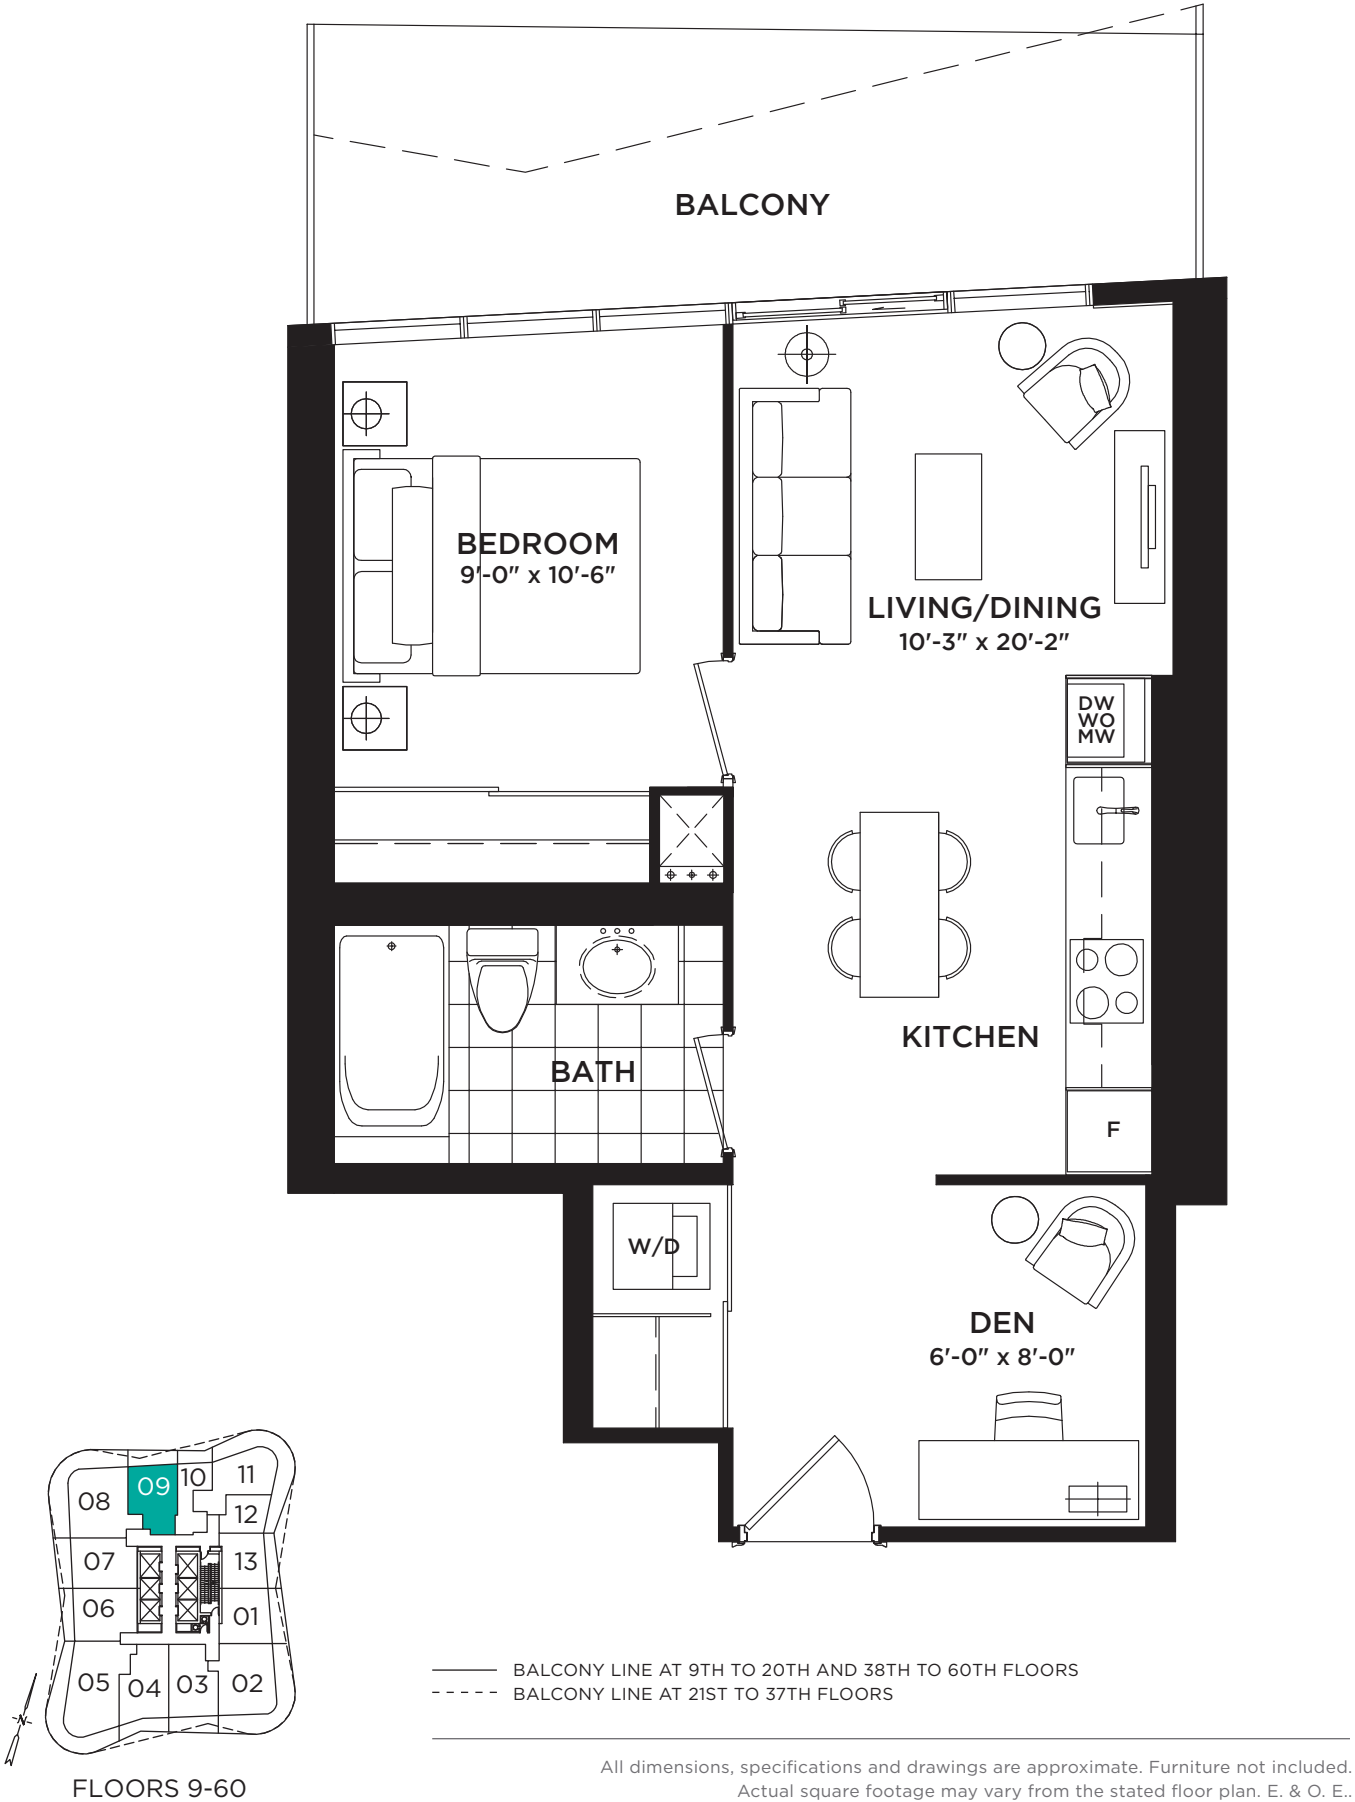 BALCONY
BEDROOM
9'-0" x 10'-6"
LIVING/DINING
10'-3" x 20'-2"
DW
WO
MW
KITCHEN
BATH
F
W/D
DEN
6'-0" x 8'-0"
08
09
10
11
12
07
13
06
01
05
04
03
02
N
FLOORS 9-60
BALCONY LINE AT 9TH TO 20TH AND 38TH TO 60TH FLOORS
BALCONY LINE AT 21ST TO 37TH FLOORS
All dimensions, specifications and drawings are approximate. Furniture not included.
Actual square footage may vary from the stated floor plan. E. & O. E..